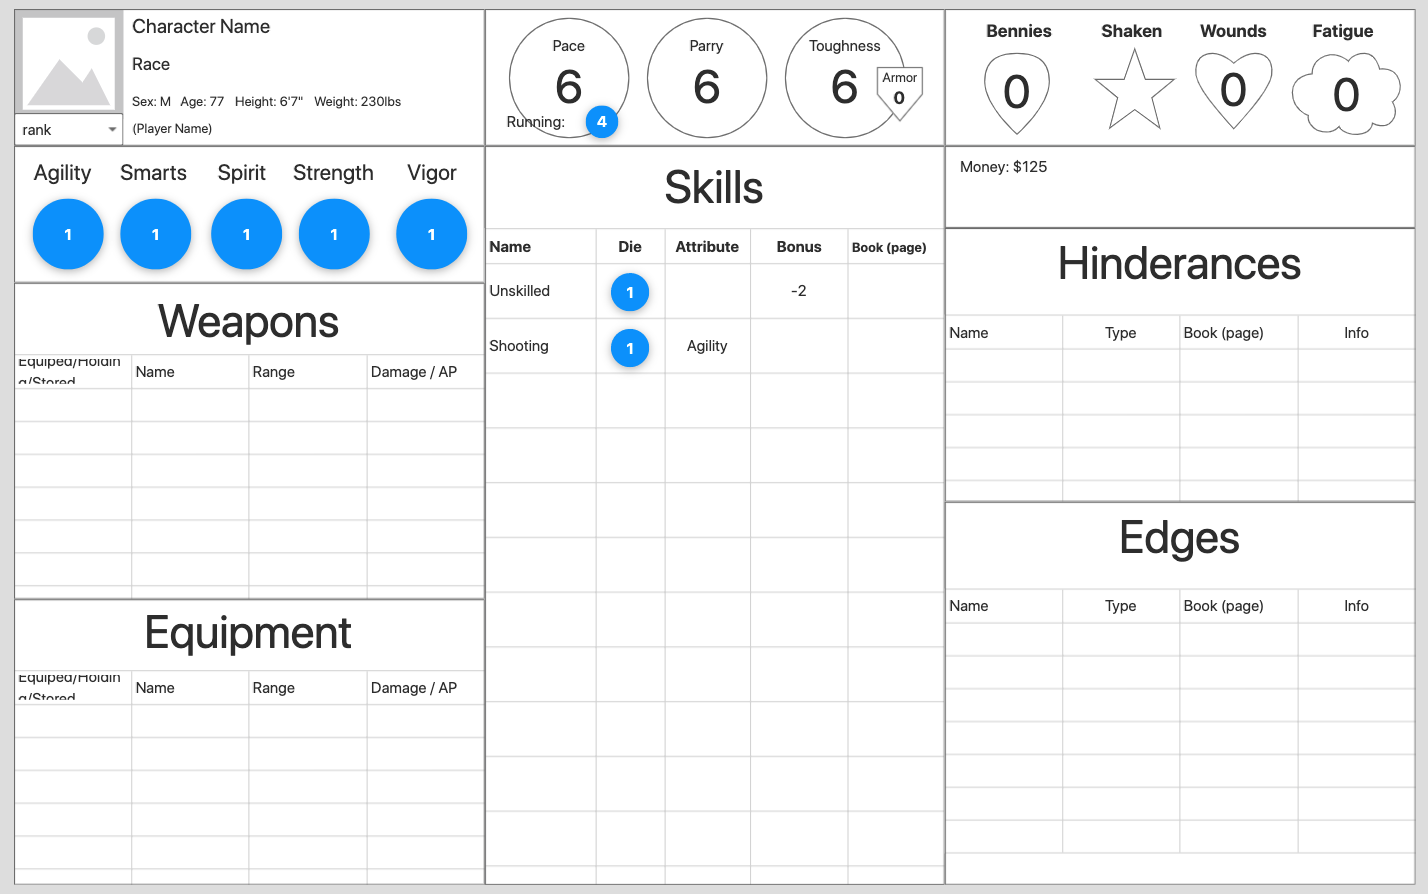 Character Name
Race
Sex: M Age: 77 Height: 6'7" Weight: 230lbs
rank
(Player Name)
Pace
6
Running: 4
Parry
6
Toughness
6
Armor
0
Bennies Shaken Wounds Fatigue
0 0 0
Agility Smarts Spirit Strength Vigor
1 1 1 1 1
Weapons
Equiped/Holdin
g/Stored
Name Range Damage / AP
Equipment
Equiped/Holdin
g/Stored
Name Range Damage / AP
Skills
Name Die Attribute Bonus Book (page)
Unskilled 1 -2
Shooting 1 Agility
Money: $125
Hinderances
Name Type Book (page) Info
Edges
Name Type Book (page) Info